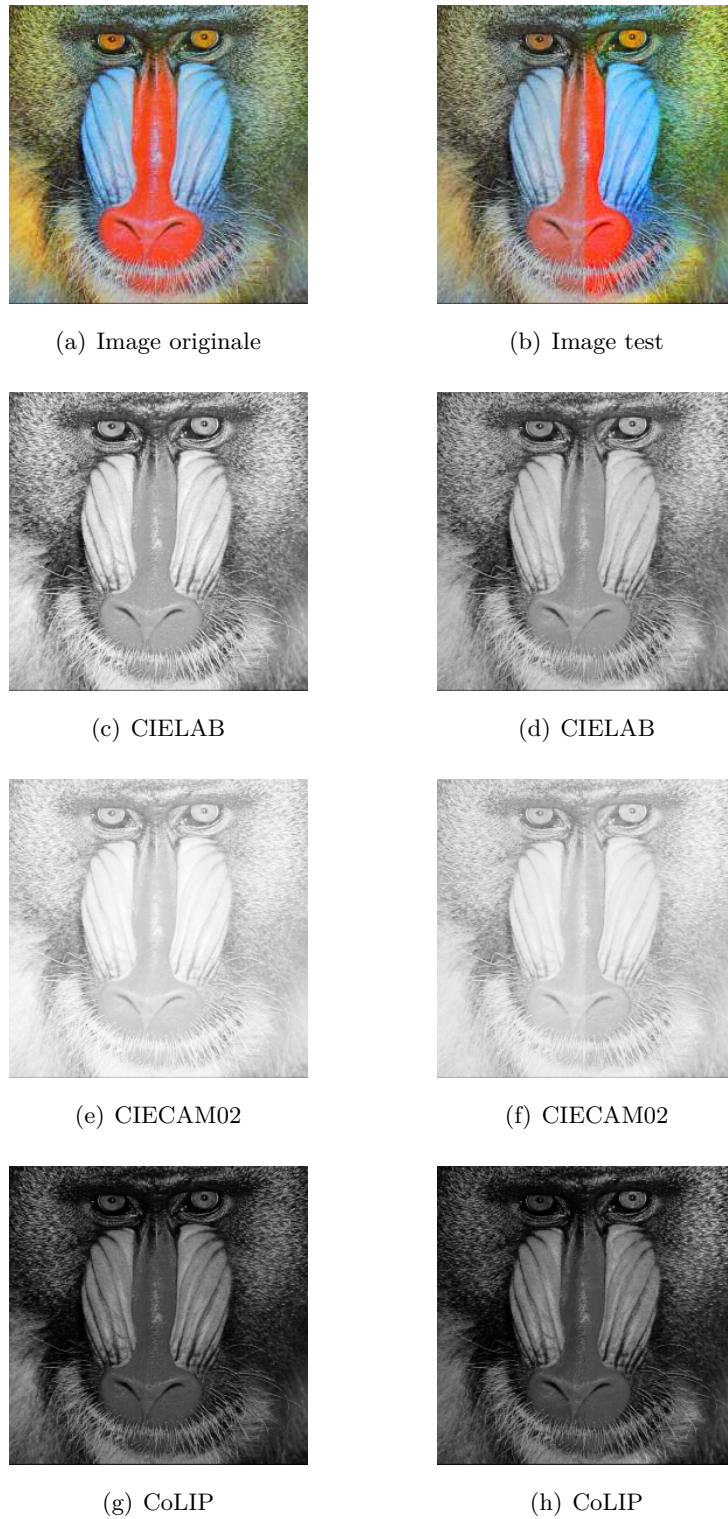 (a) Image originale
(b) Image test
(c) CIELAB
(d) CIELAB
(e) CIECAM02
(f) CIECAM02
(g) CoLIP
(h) CoLIP